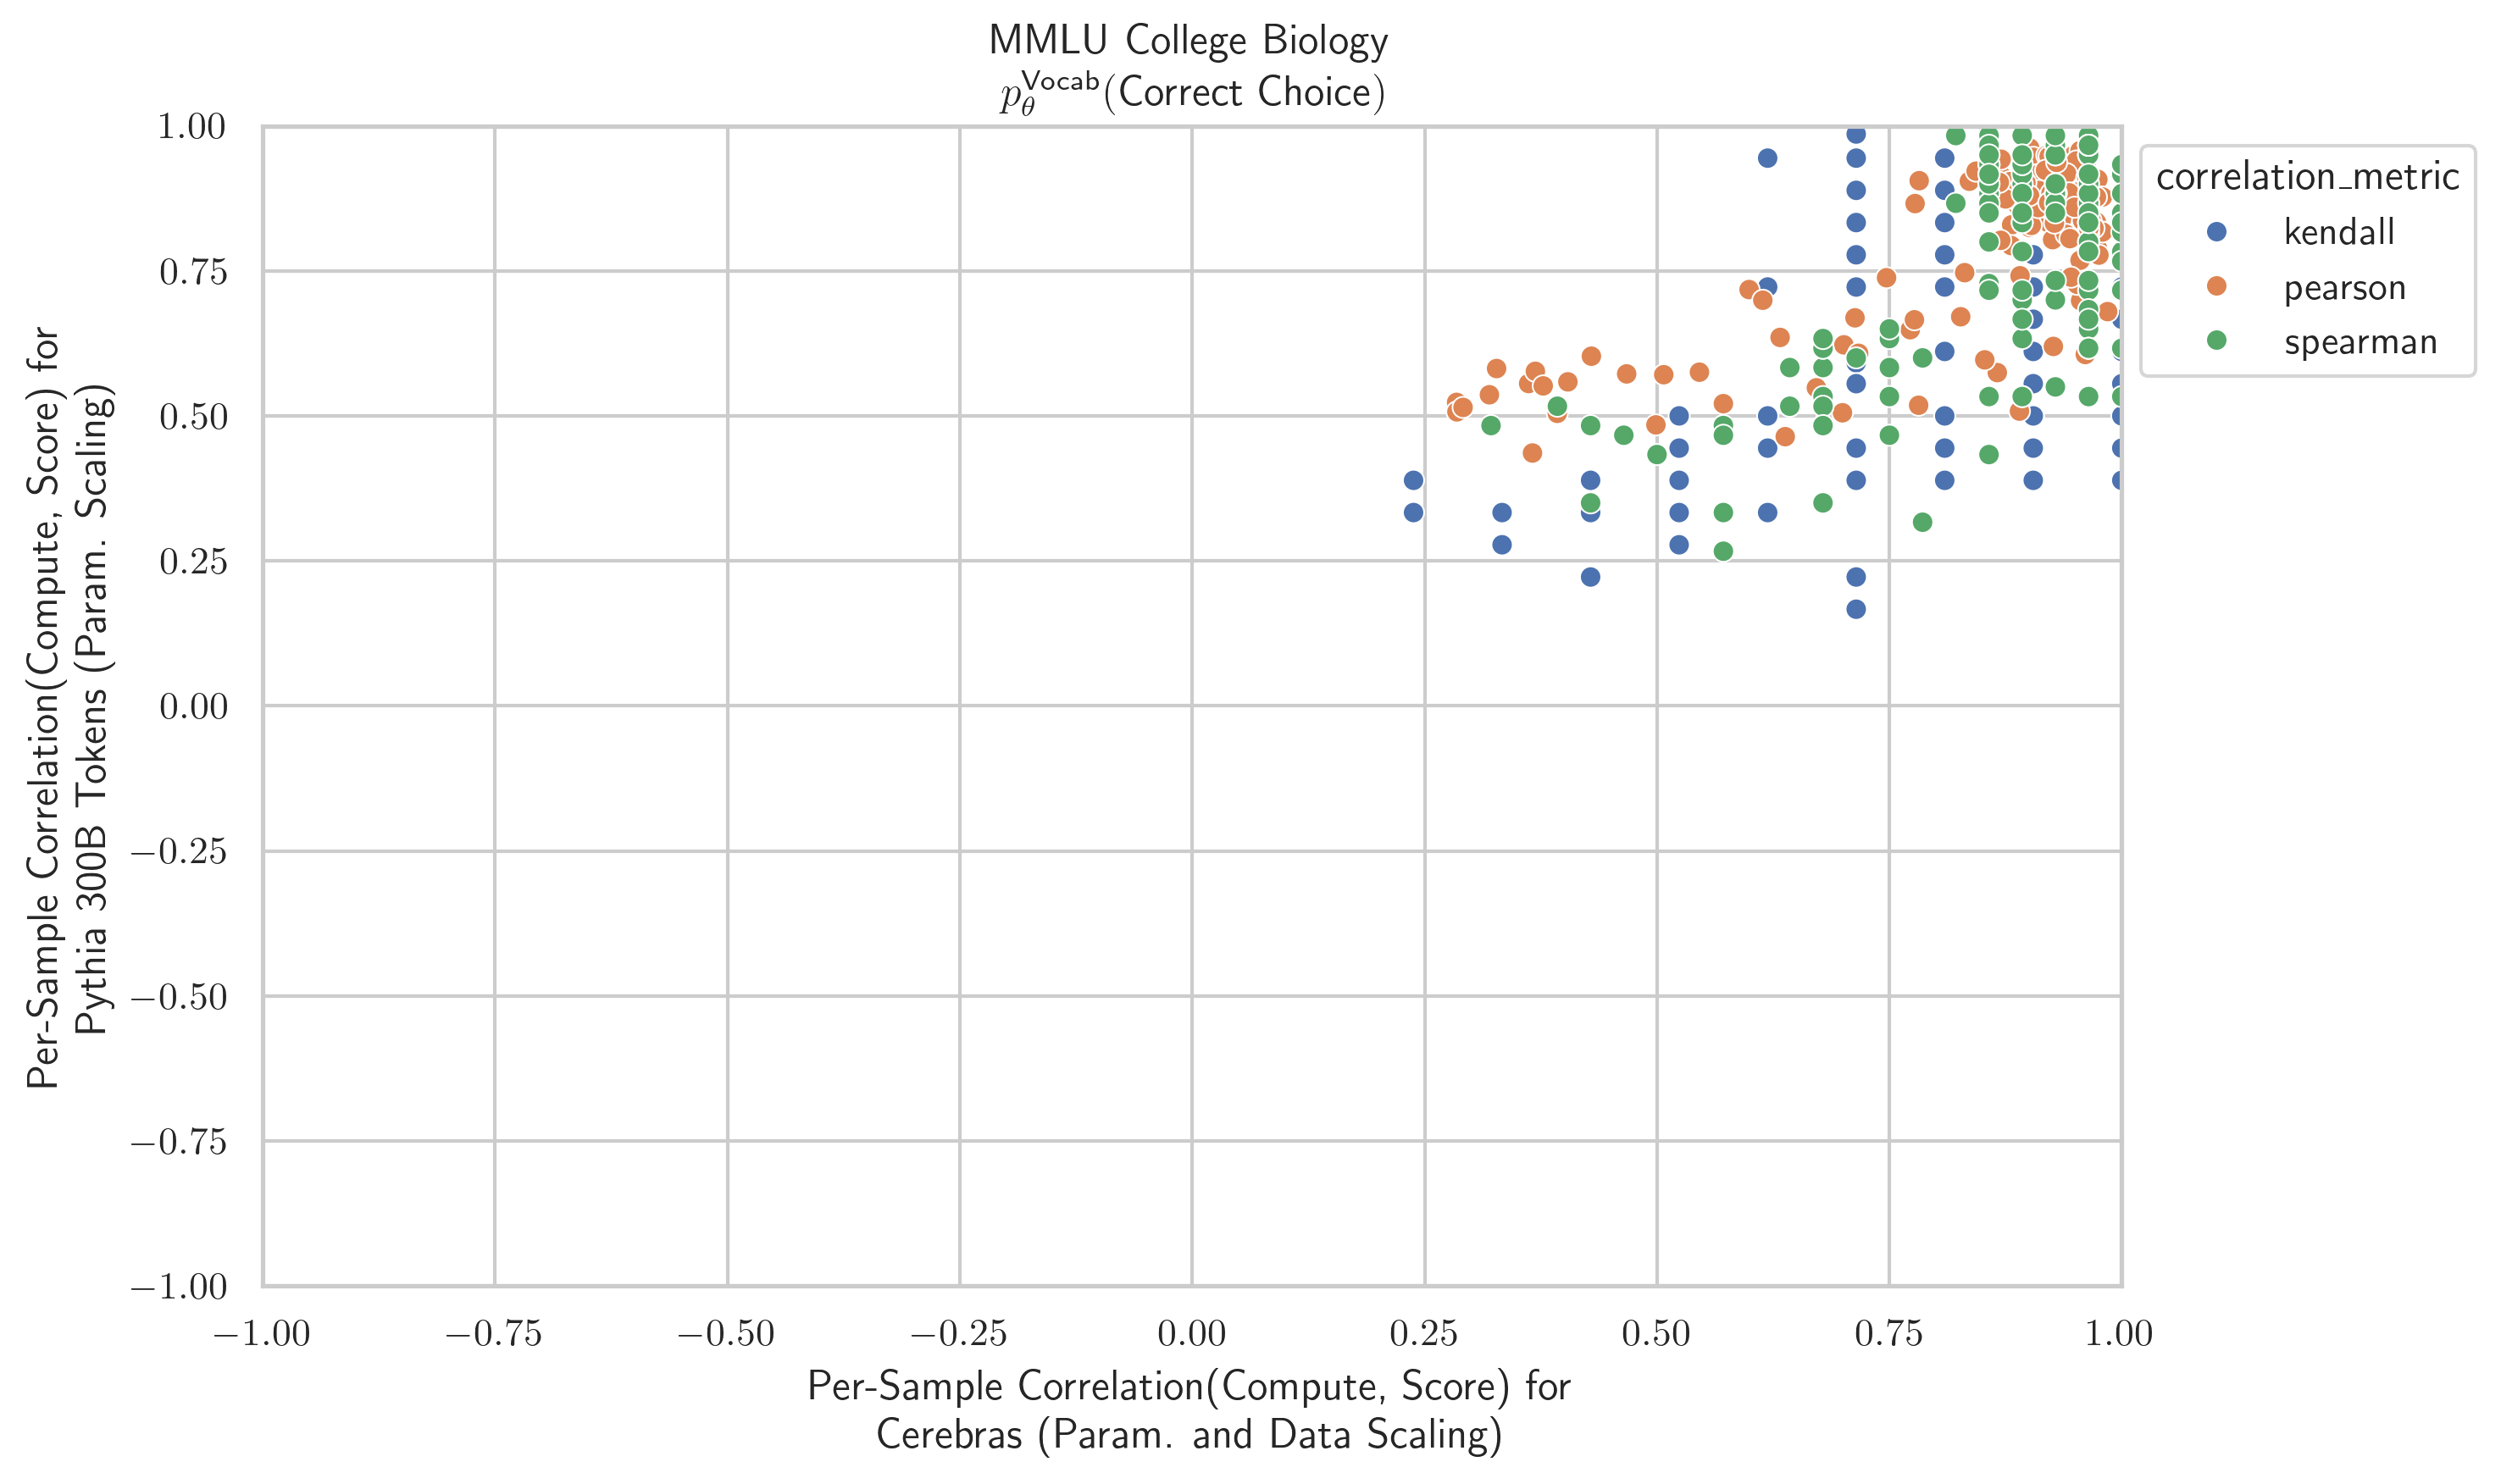 MMLU College Biology
p_θ^Vocab(Correct Choice)
1.00
0.75
0.50
0.25
0.00
−0.25
−0.50
−0.75
−1.00
Per-Sample Correlation(Compute, Score) for
Pythia 300B Tokens (Param. Scaling)
correlation_metric
kendall
pearson
spearman
−1.00 −0.75 −0.50 −0.25 0.00 0.25 0.50 0.75 1.00
Per-Sample Correlation(Compute, Score) for
Cerebras (Param. and Data Scaling)